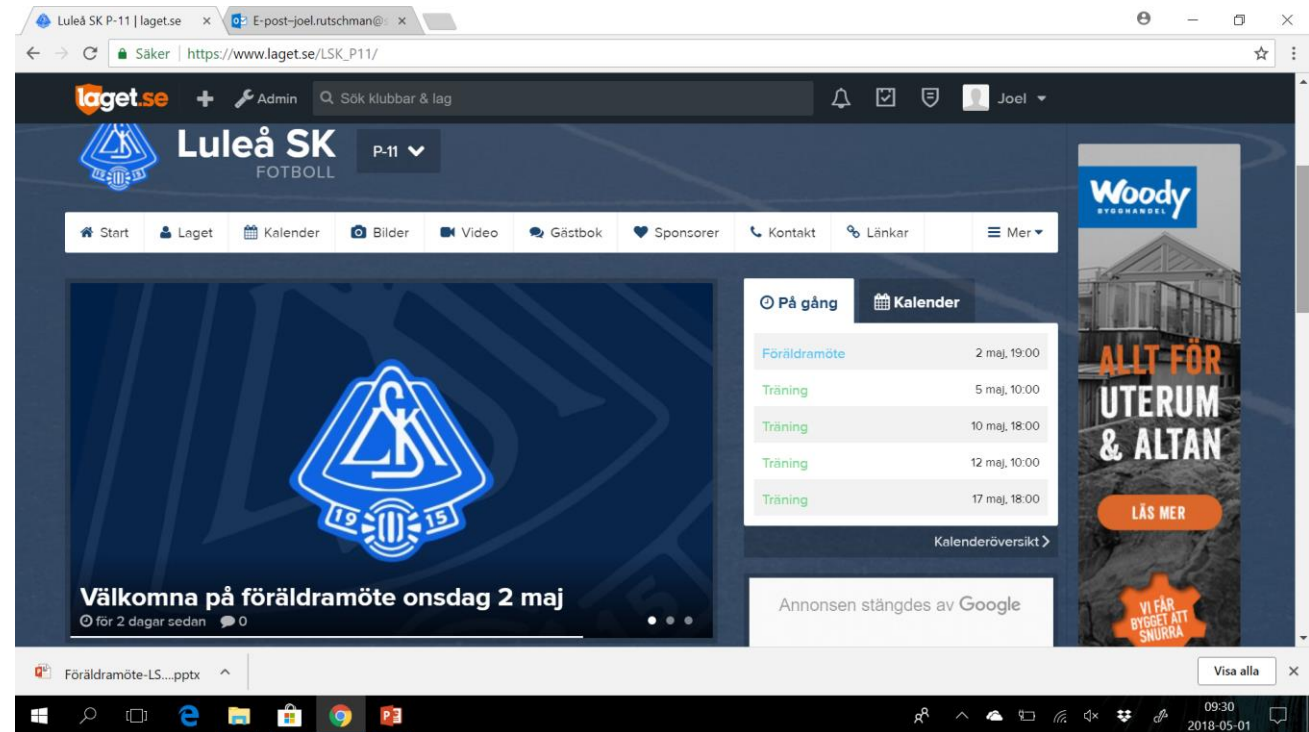 Luleå SK P-11 | laget.se
E-post–joel.rutschman@s
Säker | https://www.laget.se/LSK_P11/
laget.se
Admin
Sök klubbar & lag
Joel
Luleå SK
FOTBOLL
P-11
Start Laget Kalender Bilder Video Gästbok Sponsorer Kontakt Länkar Mer
På gång Kalender
Föräldramöte 2 maj, 19:00
Träning 5 maj, 10:00
Träning 10 maj, 18:00
Träning 12 maj, 10:00
Träning 17 maj, 18:00
Kalenderöversikt
LSK
19 15
Välkomna på föräldramöte onsdag 2 maj
för 2 dagar sedan 0
Annonsen stängdes av Google
Woody
BYGGHANDEL
ALLT FÖR
UTERUM
& ALTAN
LÄS MER
VI FÅR
BYGGET ATT
SNURRA
Föräldramöte-LS....pptx
Visa alla
09:30
2018-05-01